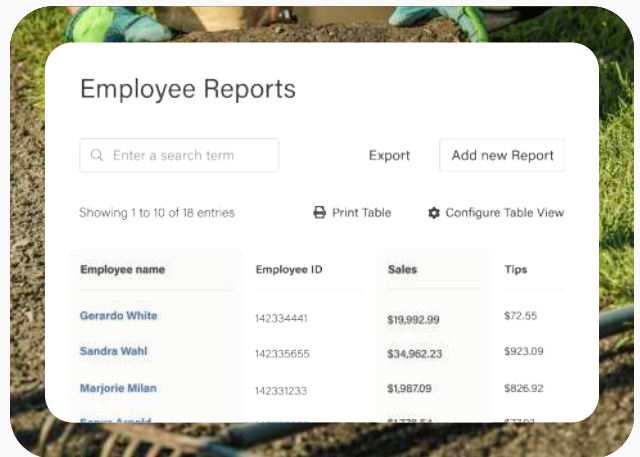 Employee Reports
Enter a search term
Export
Add new Report
Showing 1 to 10 of 18 entries
Print Table
Configure Table View
Employee name Employee ID Sales Tips
Gerardo White 142334441 $19,992.99 $72.55
Sandra Wahl 142335655 $34,962.23 $923.09
Marjorie Milan 142331233 $1,987.09 $826.92